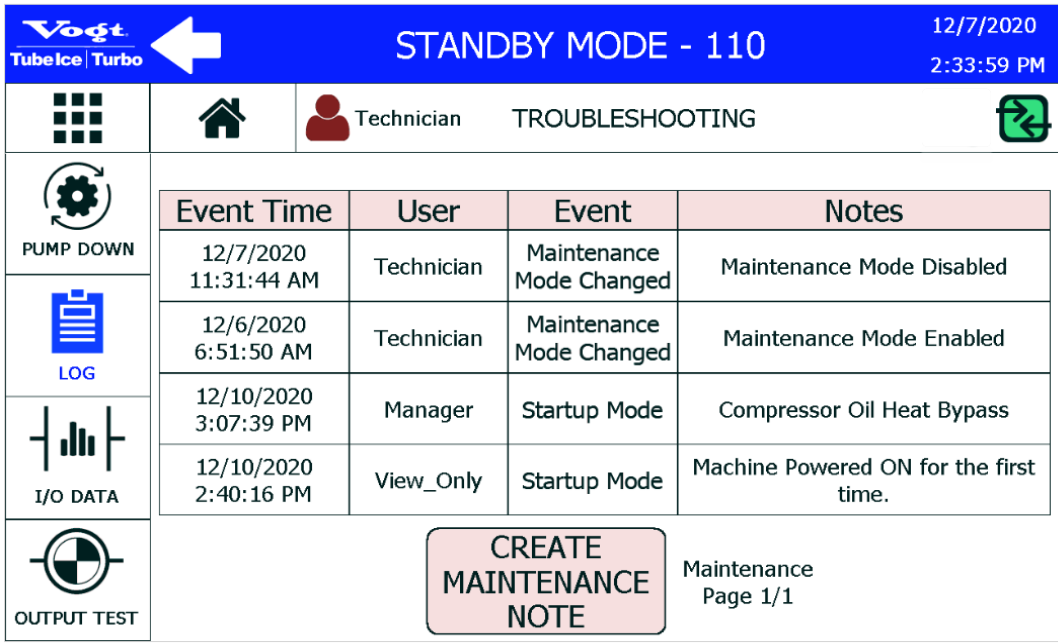 Vogt
Tube Ice | Turbo
STANDBY MODE - 110
12/7/2020
2:33:59 PM
Technician
TROUBLESHOOTING
PUMP DOWN
LOG
I/O DATA
OUTPUT TEST
Event Time User Event Notes
12/7/2020
11:31:44 AM
Technician
Maintenance
Mode Changed
Maintenance Mode Disabled
12/6/2020
6:51:50 AM
Technician
Maintenance
Mode Changed
Maintenance Mode Enabled
12/10/2020
3:07:39 PM
Manager
Startup Mode
Compressor Oil Heat Bypass
12/10/2020
2:40:16 PM
View_Only
Startup Mode
Machine Powered ON for the first
time.
CREATE
MAINTENANCE
NOTE
Maintenance
Page 1/1